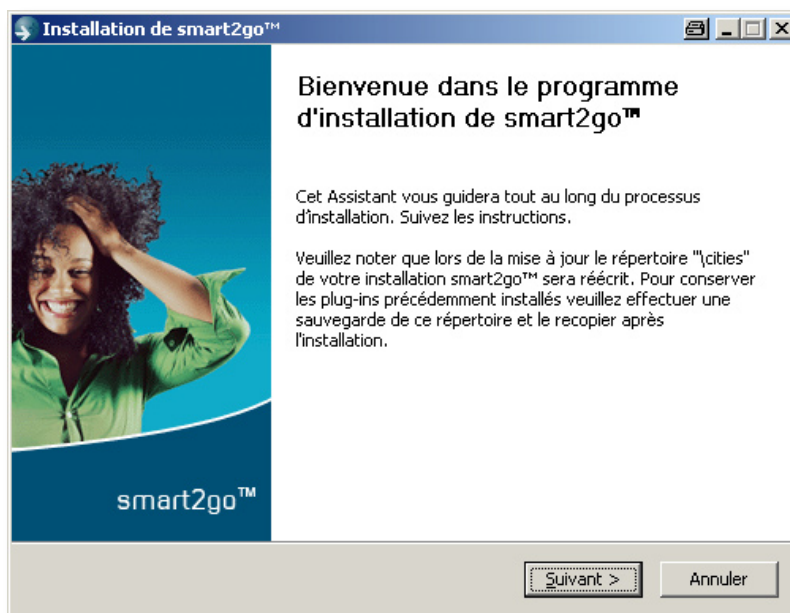 Installation de smart2go™
Bienvenue dans le programme
d'installation de smart2go™
Cet Assistant vous guidera tout au long du processus
d'installation. Suivez les instructions.
Veuillez noter que lors de la mise à jour le répertoire "\cities"
de votre installation smart2go™ sera réécrit. Pour conserver
les plug-ins précédemment installés veuillez effectuer une
sauvegarde de ce répertoire et le recopier après
l'installation.
smart2go™
Suivant >
Annuler